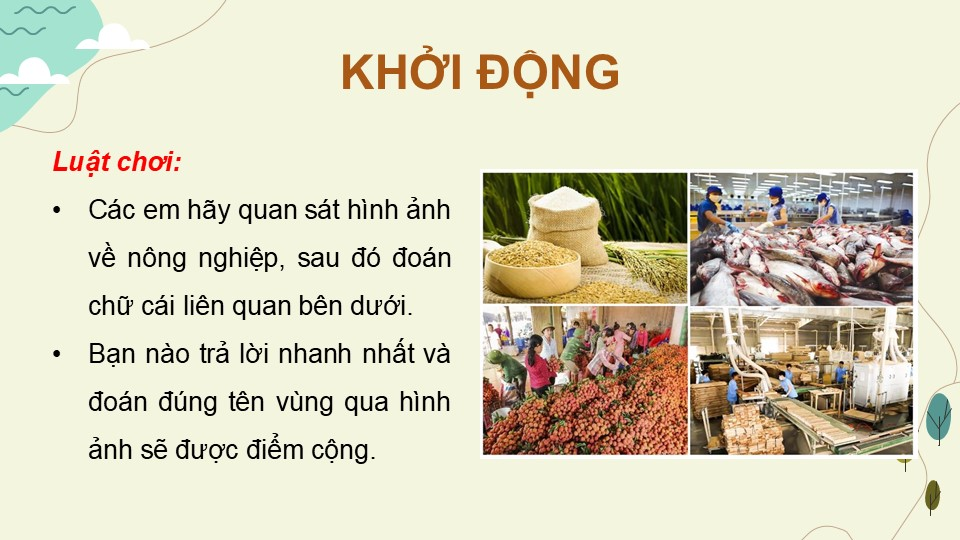 KHỞI ĐỘNG
Luật chơi:
• Các em hãy quan sát hình ảnh
về nông nghiệp, sau đó đoán
chữ cái liên quan bên dưới.
• Bạn nào trả lời nhanh nhất và
đoán đúng tên vùng qua hình
ảnh sẽ được điểm cộng.